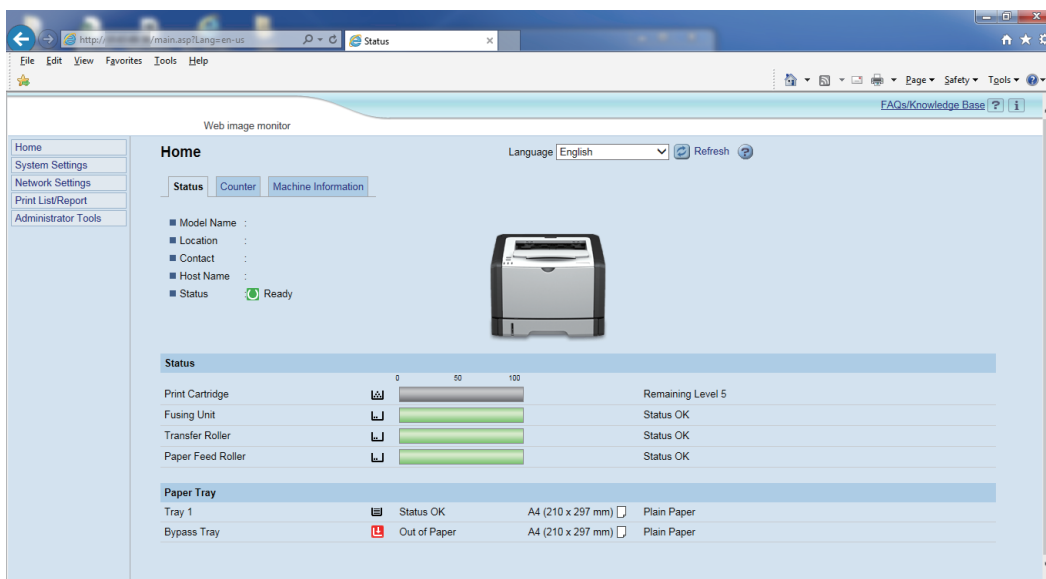 http:// /main.asp?Lang=en-us Status
File Edit View Favorites Tools Help
Page Safety Tools
FAQs/Knowledge Base ? i
Web image monitor
Home
System Settings
Network Settings
Print List/Report
Administrator Tools
Home Language English Refresh ?
Status Counter Machine Information
Model Name :
Location :
Contact :
Host Name :
Status : Ready
Status
0 50 100
Print Cartridge Remaining Level 5
Fusing Unit Status OK
Transfer Roller Status OK
Paper Feed Roller Status OK
Paper Tray
Tray 1 Status OK A4 (210 x 297 mm) Plain Paper
Bypass Tray Out of Paper A4 (210 x 297 mm) Plain Paper